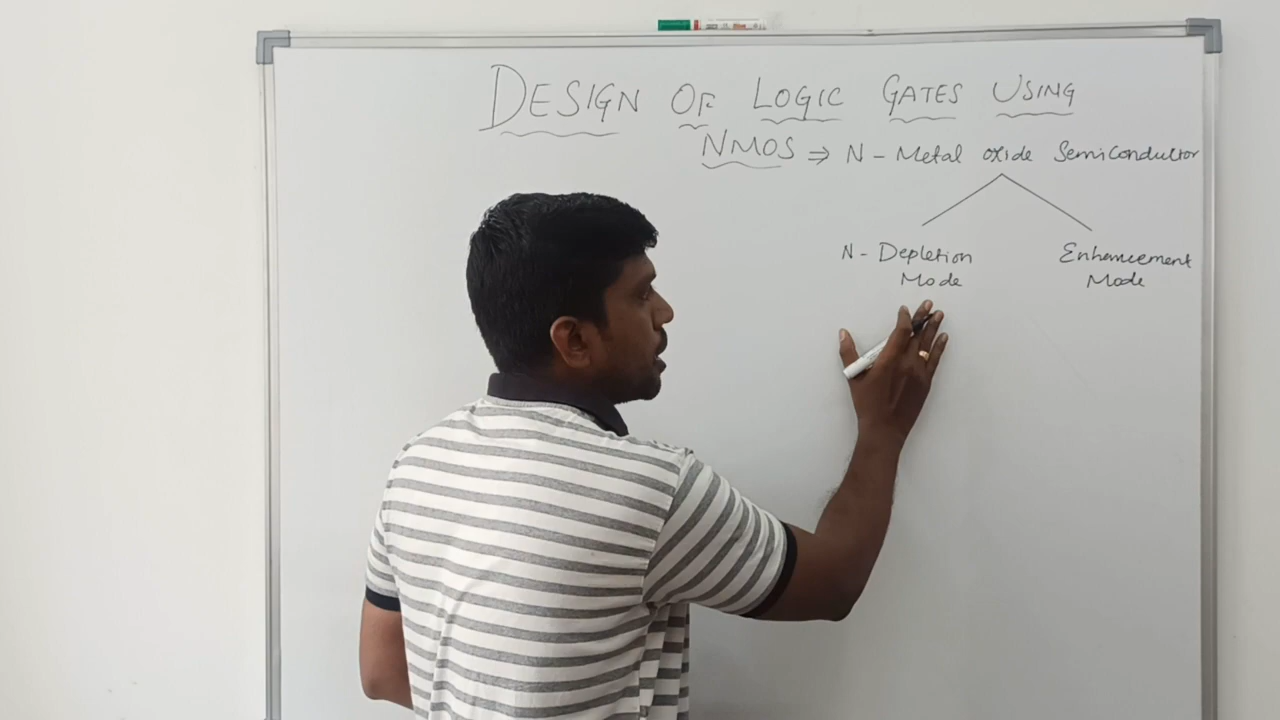 DESIGN OF LOGIC GATES USING
NMOS ⇒ N - Metal oxide Semiconductor
N - Depletion Mode
Enhancement Mode